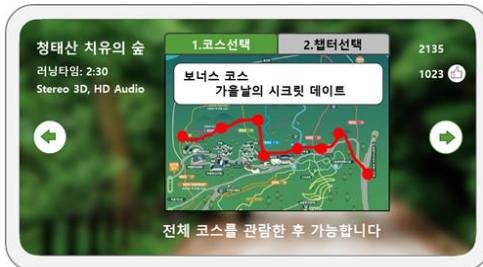 청태산 치유의 숲
러닝타임: 2:30
Stereo 3D, HD Audio
1.코스선택
2.챕터선택
2135
1023
보너스 코스
가을날의 시크릿 데이트
전체 코스를 관람한 후 가능합니다